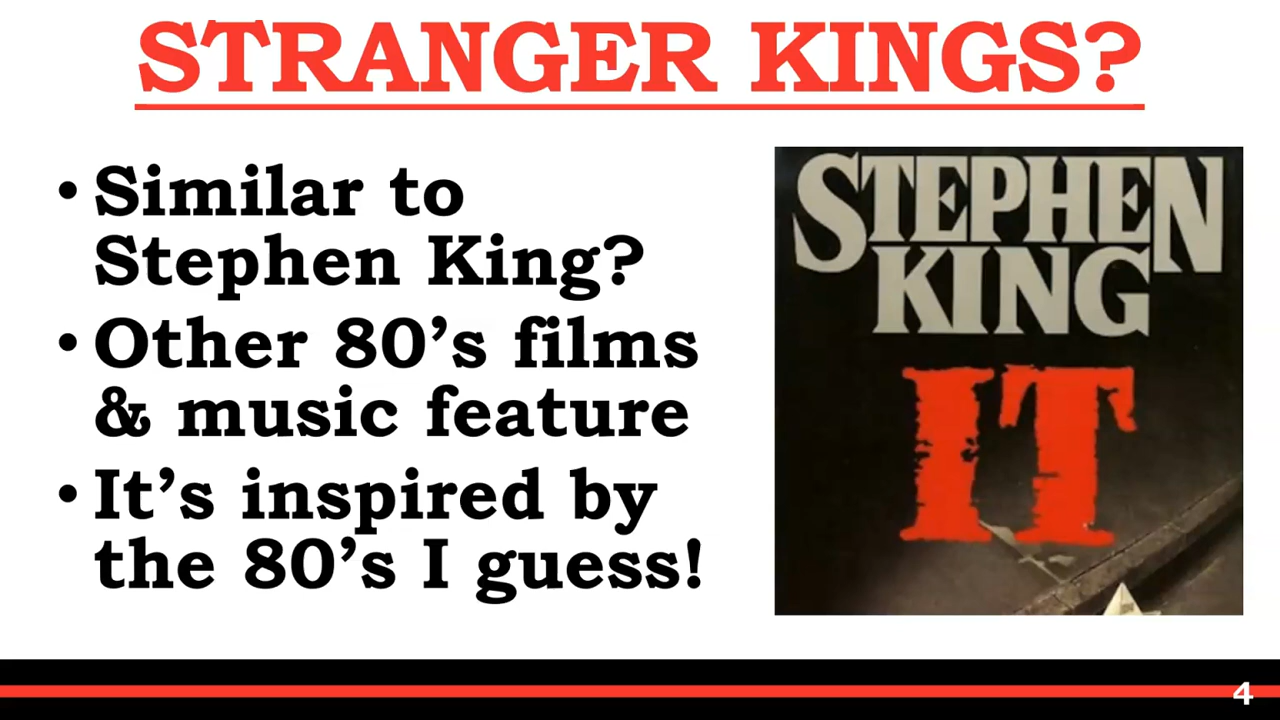 STRANGER KINGS?
• Similar to
Stephen King?
• Other 80’s films
& music feature
• It’s inspired by
the 80’s I guess!
STEPHEN
KING
IT
4